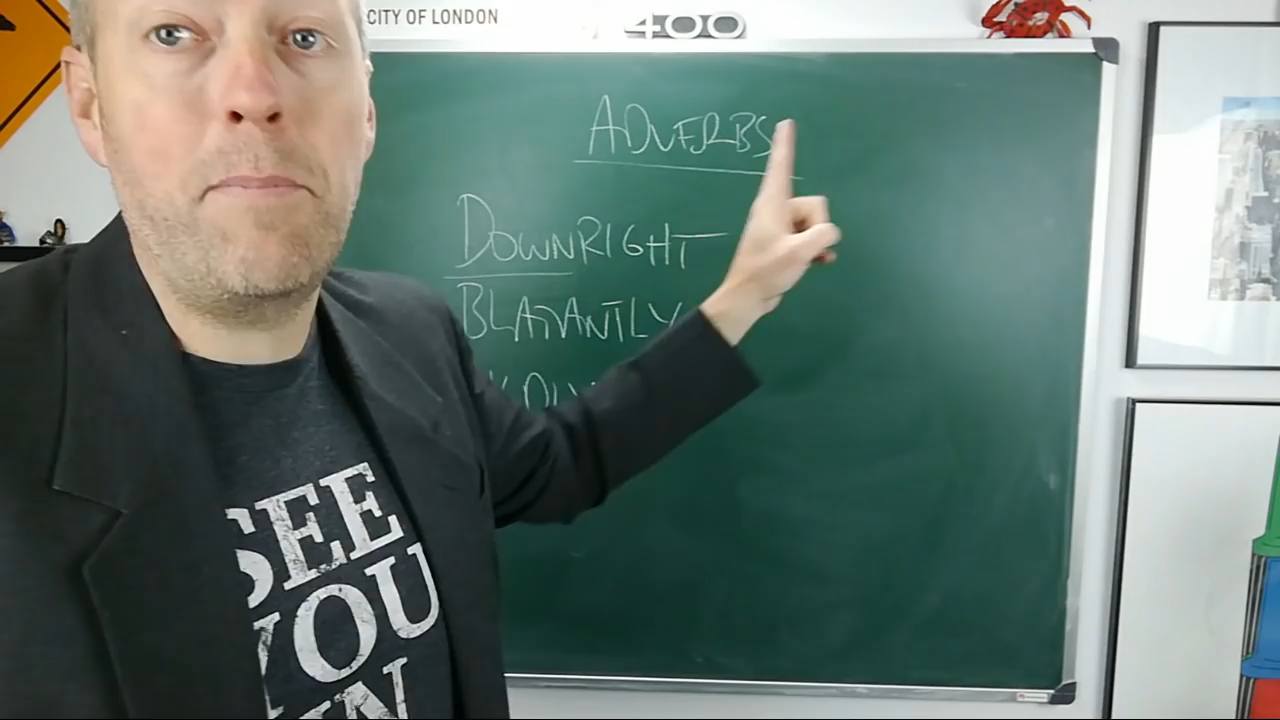 CITY OF LONDON
400
ADVERBS
DOWNRIGHT
BLATANTLY
SEE
YOU